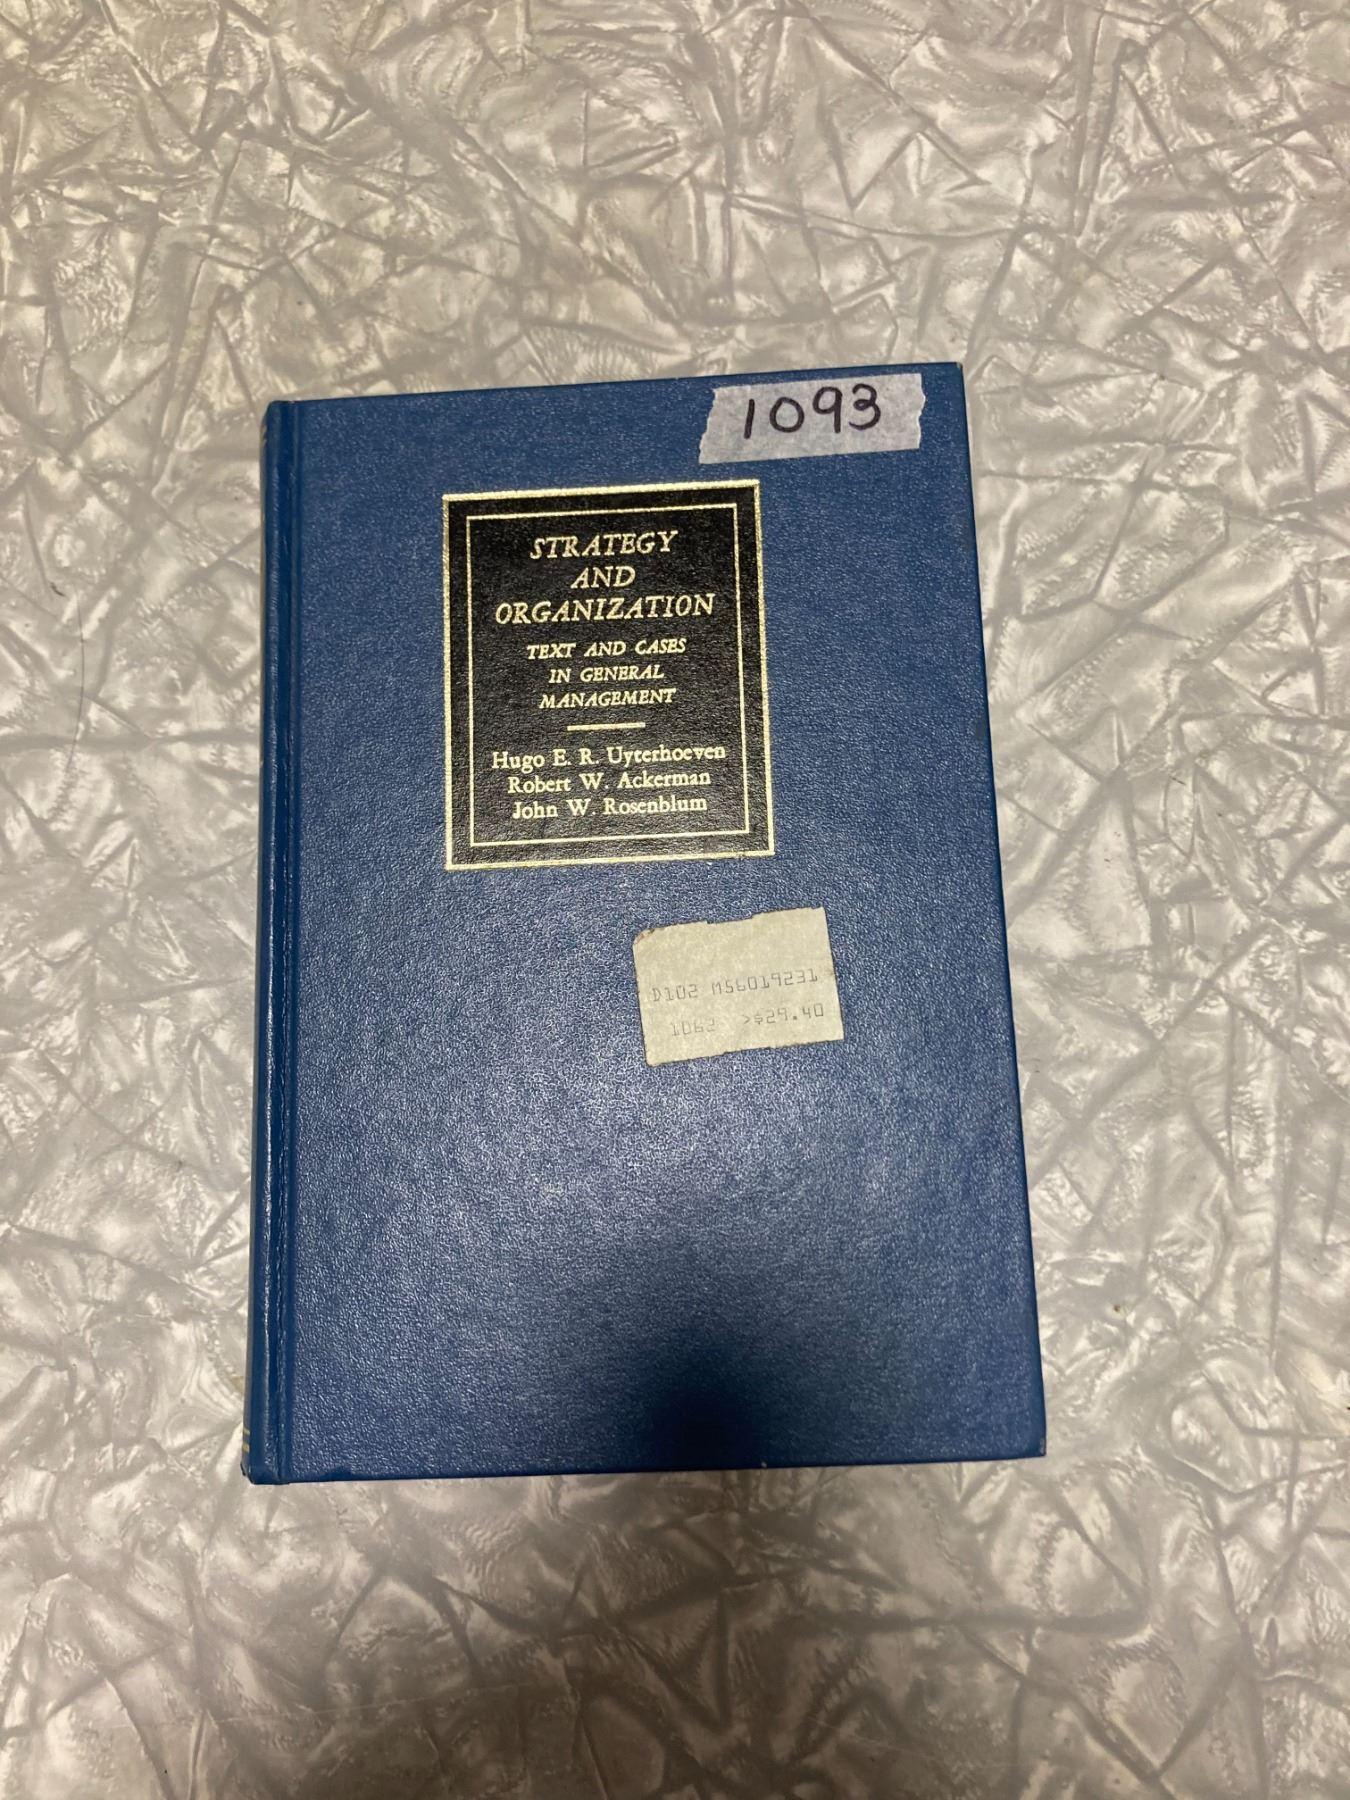 1093
STRATEGY
AND
ORGANIZATION
TEXT AND CASES
IN GENERAL
MANAGEMENT
Hugo E. R. Uyterhoeven
Robert W. Ackerman
John W. Rosenblum
D102 M56019231
1062 >$29.40